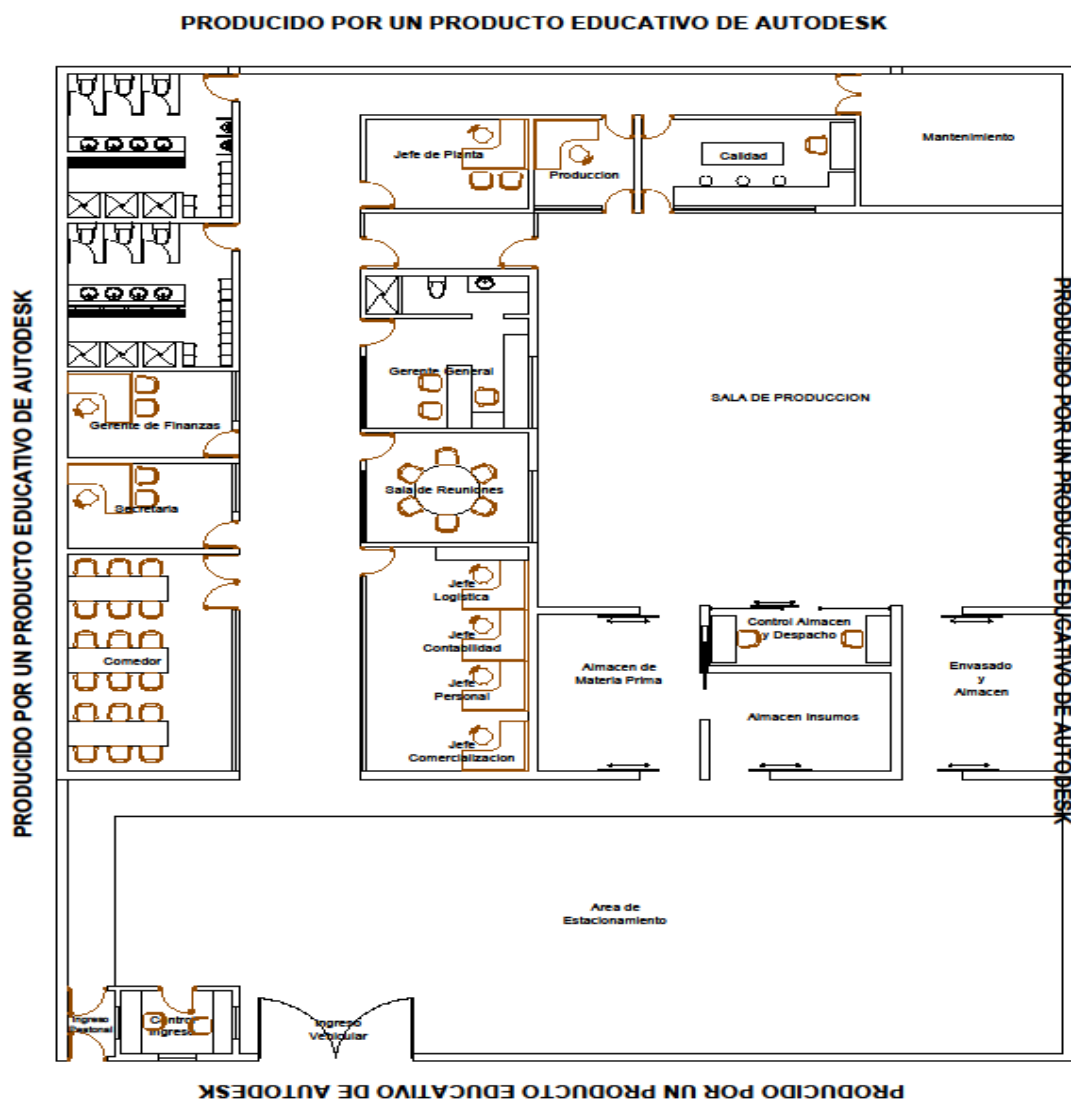 PRODUCIDO POR UN PRODUCTO EDUCATIVO DE AUTODESK
Mantenimiento
Jefe de Planta
Calidad
Produccion
PRODUCIDO POR UN PRODUCTO EDUCATIVO DE AUTODESK
PRODUCIDO POR UN PRODUCTO EDUCATIVO DE AUTODESK
Gerente General
SALA DE PRODUCCION
Gerente de Finanzas
Sala de Reuniones
Secretaria
Jefe
Logistica
Control Almacen
y Despacho
Jefe
Contabilidad
Comedor
Almacen de
Materia Prima
Envasado
y
Almacen
Jefe
Personal
Almacen Insumos
Jefe
Comercializacion
Area de
Estacionamiento
Ingreso
Peatonal
Control
Ingreso
Ingreso
Vehicular
PRODUCIDO POR UN PRODUCTO EDUCATIVO DE AUTODESK